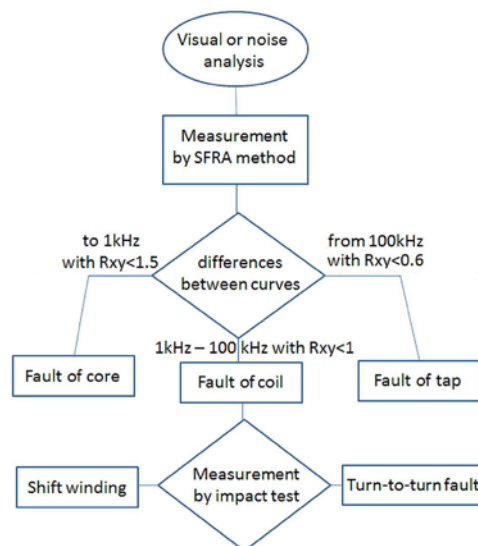 Visual or noise
analysis
Measurement
by SFRA method
to 1kHz
with Rxy<1.5
differences
between curves
from 100kHz
with Rxy<0.6
1kHz – 100 kHz with Rxy<1
Fault of core
Fault of coil
Fault of tap
Shift winding
Measurement
by impact test
Turn-to-turn fault